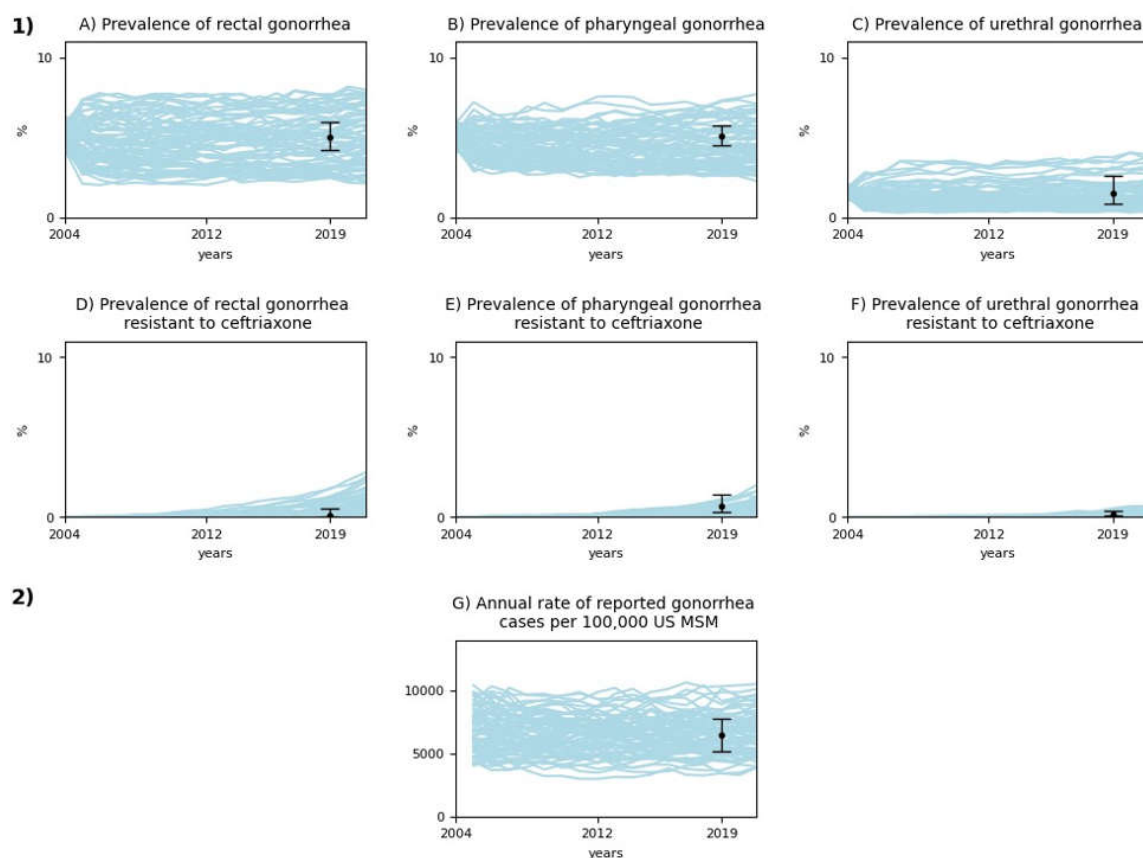 1)
A) Prevalence of rectal gonorrhea
10
%
0
2004 2012 2019
years
B) Prevalence of pharyngeal gonorrhea
10
%
0
2004 2012 2019
years
C) Prevalence of urethral gonorrhea
10
%
0
2004 2012 2019
years
D) Prevalence of rectal gonorrhea
resistant to ceftriaxone
10
%
0
2004 2012 2019
years
E) Prevalence of pharyngeal gonorrhea
resistant to ceftriaxone
10
%
0
2004 2012 2019
years
F) Prevalence of urethral gonorrhea
resistant to ceftriaxone
10
%
0
2004 2012 2019
years
2)
G) Annual rate of reported gonorrhea
cases per 100,000 US MSM
10000
5000
0
2004 2012 2019
years